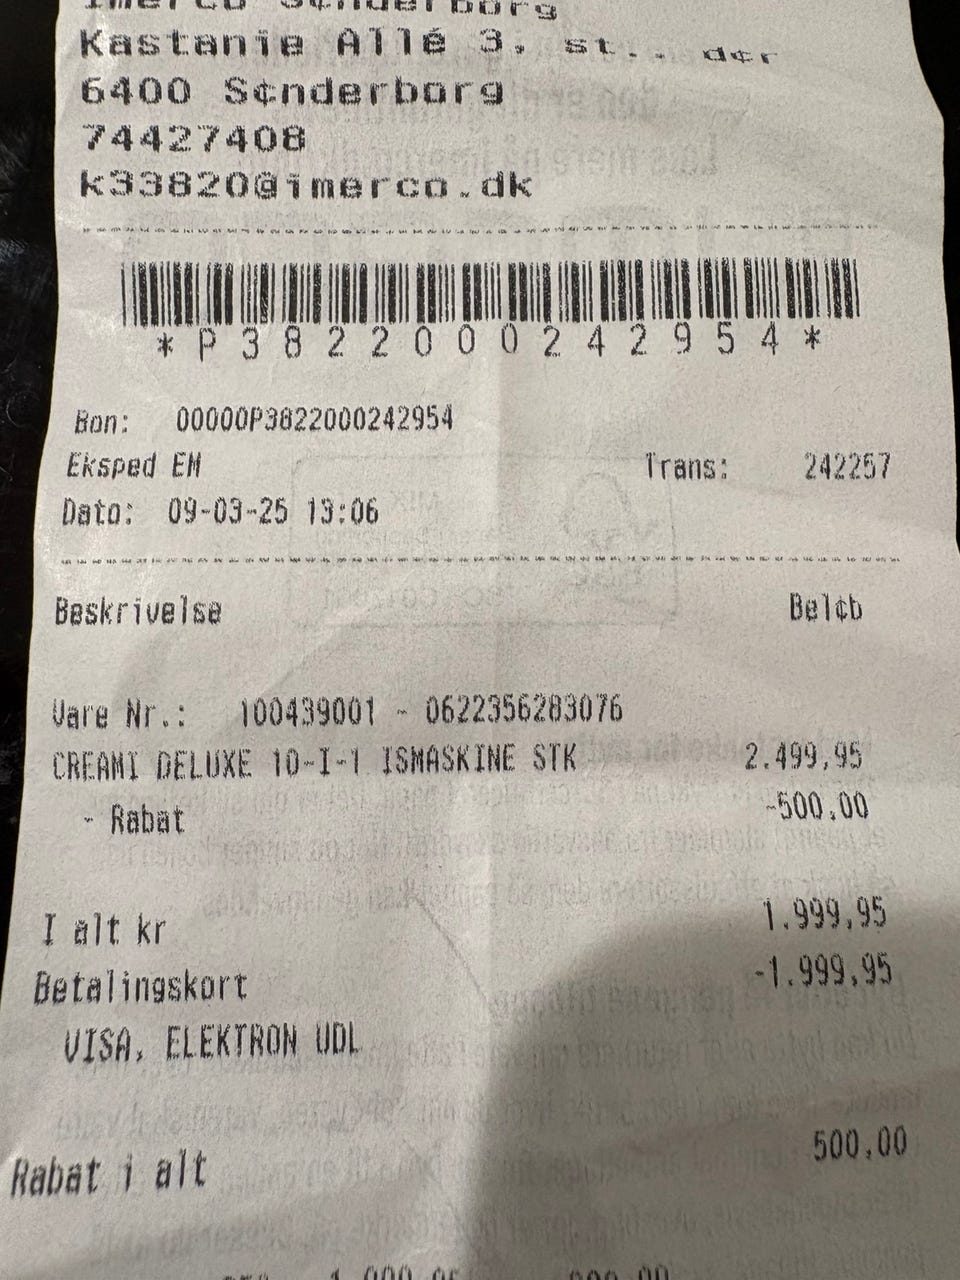 Imerco S¢nderborg
Kastanie Allé 3, st., d¢r
6400 S¢nderborg
74427408
k33820@imerco.dk
*P3822000242954*
Bon: 00000P3822000242954
Eksped EM
Trans: 242257
Dato: 09-03-25 13:06
Beskrivelse Bel¢b
Vare Nr.: 100439001 - 0622356283076
CREAMI DELUXE 10-I-1 ISMASKINE STK 2.499,95
- Rabat -500,00
I alt kr 1.999,95
Betalingskort -1.999,95
VISA, ELEKTRON UDL
Rabat i alt 500,00